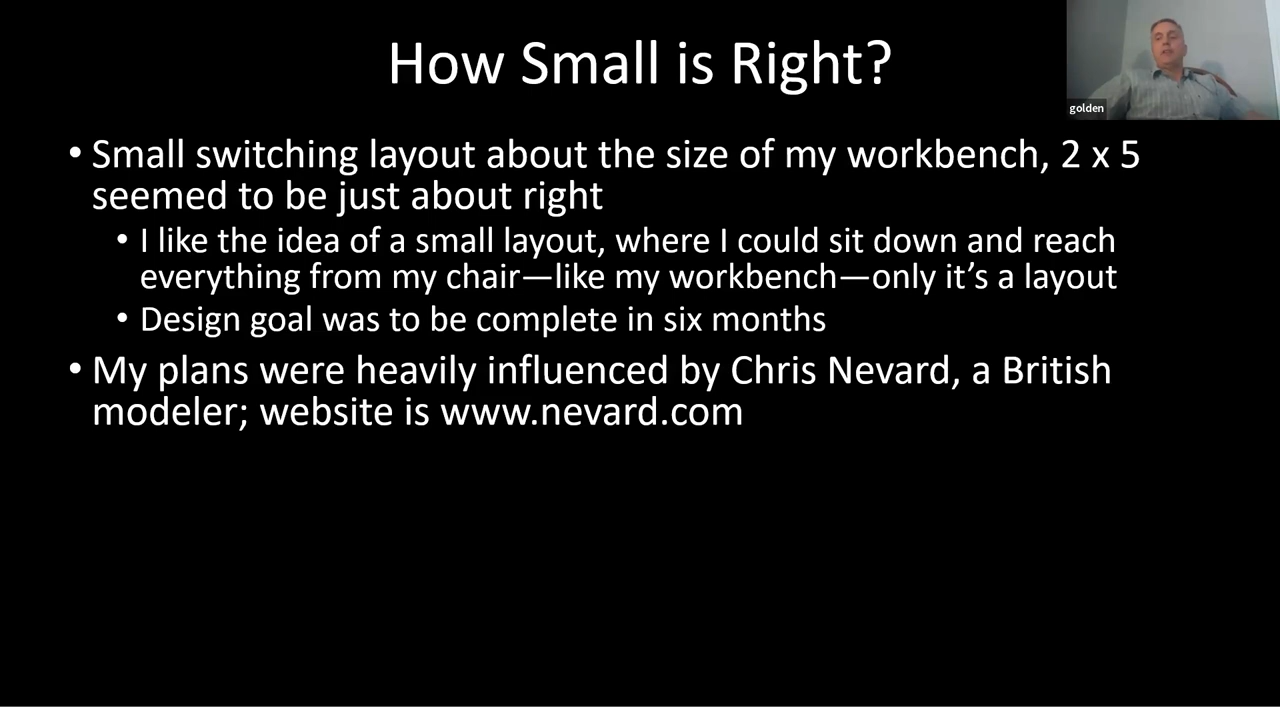 How Small is Right?
golden
• Small switching layout about the size of my workbench, 2 x 5
seemed to be just about right
• I like the idea of a small layout, where I could sit down and reach
everything from my chair—like my workbench—only it's a layout
• Design goal was to be complete in six months
• My plans were heavily influenced by Chris Nevard, a British
modeler; website is www.nevard.com